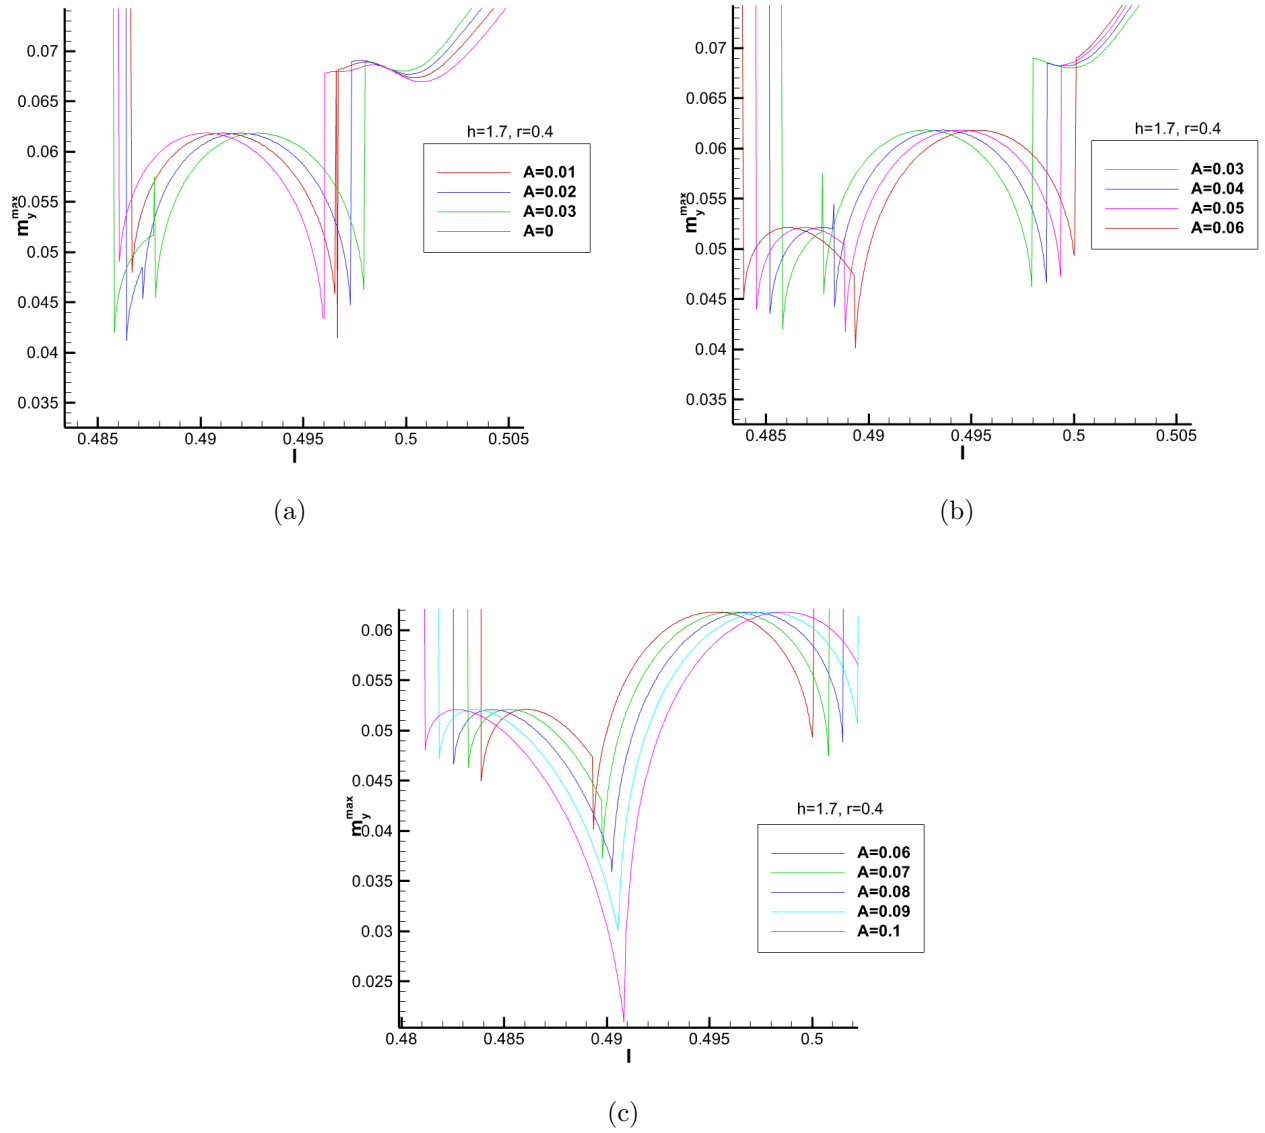 0.07
0.065
0.06
0.055
0.05
0.045
0.04
0.035
m_y^max
0.485 0.49 0.495 0.5 0.505
I
h=1.7, r=0.4
A=0.01
A=0.02
A=0.03
A=0
(a)
0.07
0.065
0.06
0.055
0.05
0.045
0.04
0.035
m_y^max
0.485 0.49 0.495 0.5 0.505
I
h=1.7, r=0.4
A=0.03
A=0.04
A=0.05
A=0.06
(b)
0.06
0.055
0.05
0.045
0.04
0.035
0.03
0.025
m_y^max
0.48 0.485 0.49 0.495 0.5
I
h=1.7, r=0.4
A=0.06
A=0.07
A=0.08
A=0.09
A=0.1
(c)